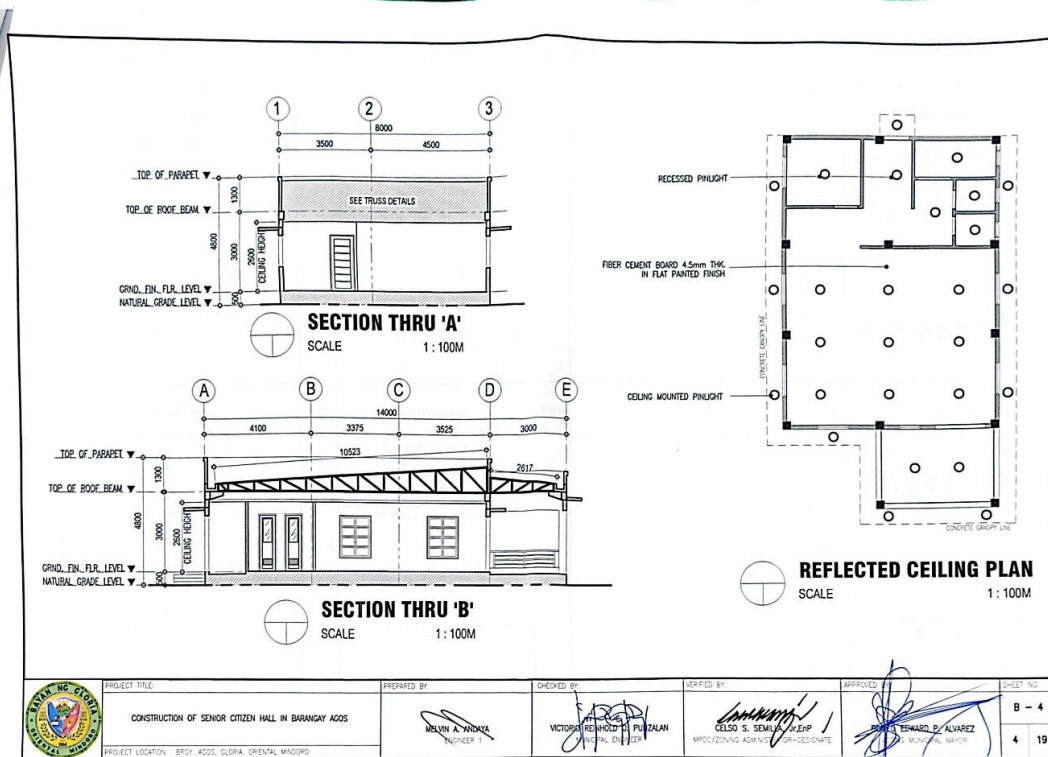 1 2 3
8000
3500 4500
TOP OF PARAPET
TOP OF ROOF BEAM
GRND. FIN. FLR. LEVEL
NATURAL GRADE LEVEL
4800
1300
3000
500
2600
CEILING HEIGHT
SEE TRUSS DETAILS
SECTION THRU 'A'
SCALE 1 : 100M
A B C D E
14000
4100 3375 3525 3000
10523
2617
TOP OF PARAPET
TOP OF ROOF BEAM
GRND. FIN. FLR. LEVEL
NATURAL GRADE LEVEL
4800
1300
3000
500
2600
CEILING HEIGHT
SECTION THRU 'B'
SCALE 1 : 100M
RECESSED PINLIGHT
FIBER CEMENT BOARD 4.5mm THK.
IN FLAT PAINTED FINISH
CEILING MOUNTED PINLIGHT
CONCRETE CANOPY LINE
CONCRETE CANOPY LINE
REFLECTED CEILING PLAN
SCALE 1 : 100M
BAYAN NG GLORIA
ORIENTAL MINDORO
PROJECT TITLE:
CONSTRUCTION OF SENIOR CITIZEN HALL IN BARANGAY AGOS
PROJECT LOCATION: BRGY. AGOS, GLORIA, ORIENTAL MINDORO
PREPARED BY:
MELVIN A. ANDAYA
ENGINEER 1
CHECKED BY:
MUNICIPAL ENGINEER
VERIFIED BY:
CELSO S. SEMILLA, Jr., EnP
MPDC/ZONING ADMINISTRATOR-DESIGNATE
APPROVED BY:
EDWARD P. ALVAREZ
MUNICIPAL MAYOR
SHEET NO.
B - 4
4 19